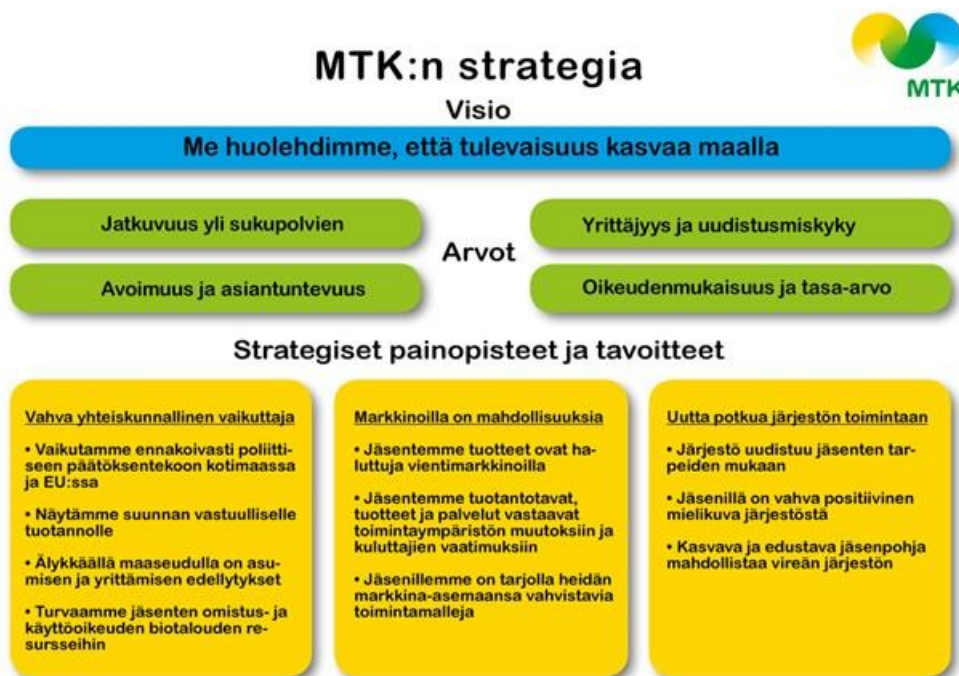 MTK:n strategia
MTK
Visio
Me huolehdimme, että tulevaisuus kasvaa maalla
Jatkuvuus yli sukupolvien
Yrittäjyys ja uudistusmiskyky
Arvot
Avoimuus ja asiantuntevuus
Oikeudenmukaisuus ja tasa-arvo
Strategiset painopisteet ja tavoitteet
Vahva yhteiskunnallinen vaikuttaja
• Vaikutamme ennakoivasti poliitti-
seen päätöksentekoon kotimaassa
ja EU:ssa
• Näytämme suunnan vastuulliselle
tuotannolle
• Älykkäällä maaseudulla on asu-
misen ja yrittämisen edellytykset
• Turvaamme jäsenten omistus- ja
käyttöoikeuden biotalouden re-
sursseihin
Markkinoilla on mahdollisuuksia
• Jäsentemme tuotteet ovat ha-
luttuja vientimarkkinoilla
• Jäsentemme tuotantotavat,
tuotteet ja palvelut vastaavat
toimintaympäristön muutoksiin ja
kuluttajien vaatimuksiin
• Jäsenillemme on tarjolla heidän
markkina-asemaansa vahvistavia
toimintamalleja
Uutta potkua järjestön toimintaan
• Järjestö uudistuu jäsenten tar-
peiden mukaan
• Jäsenillä on vahva positiivinen
mielikuva järjestöstä
• Kasvava ja edustava jäsenpohja
mahdollistaa vireän järjestön